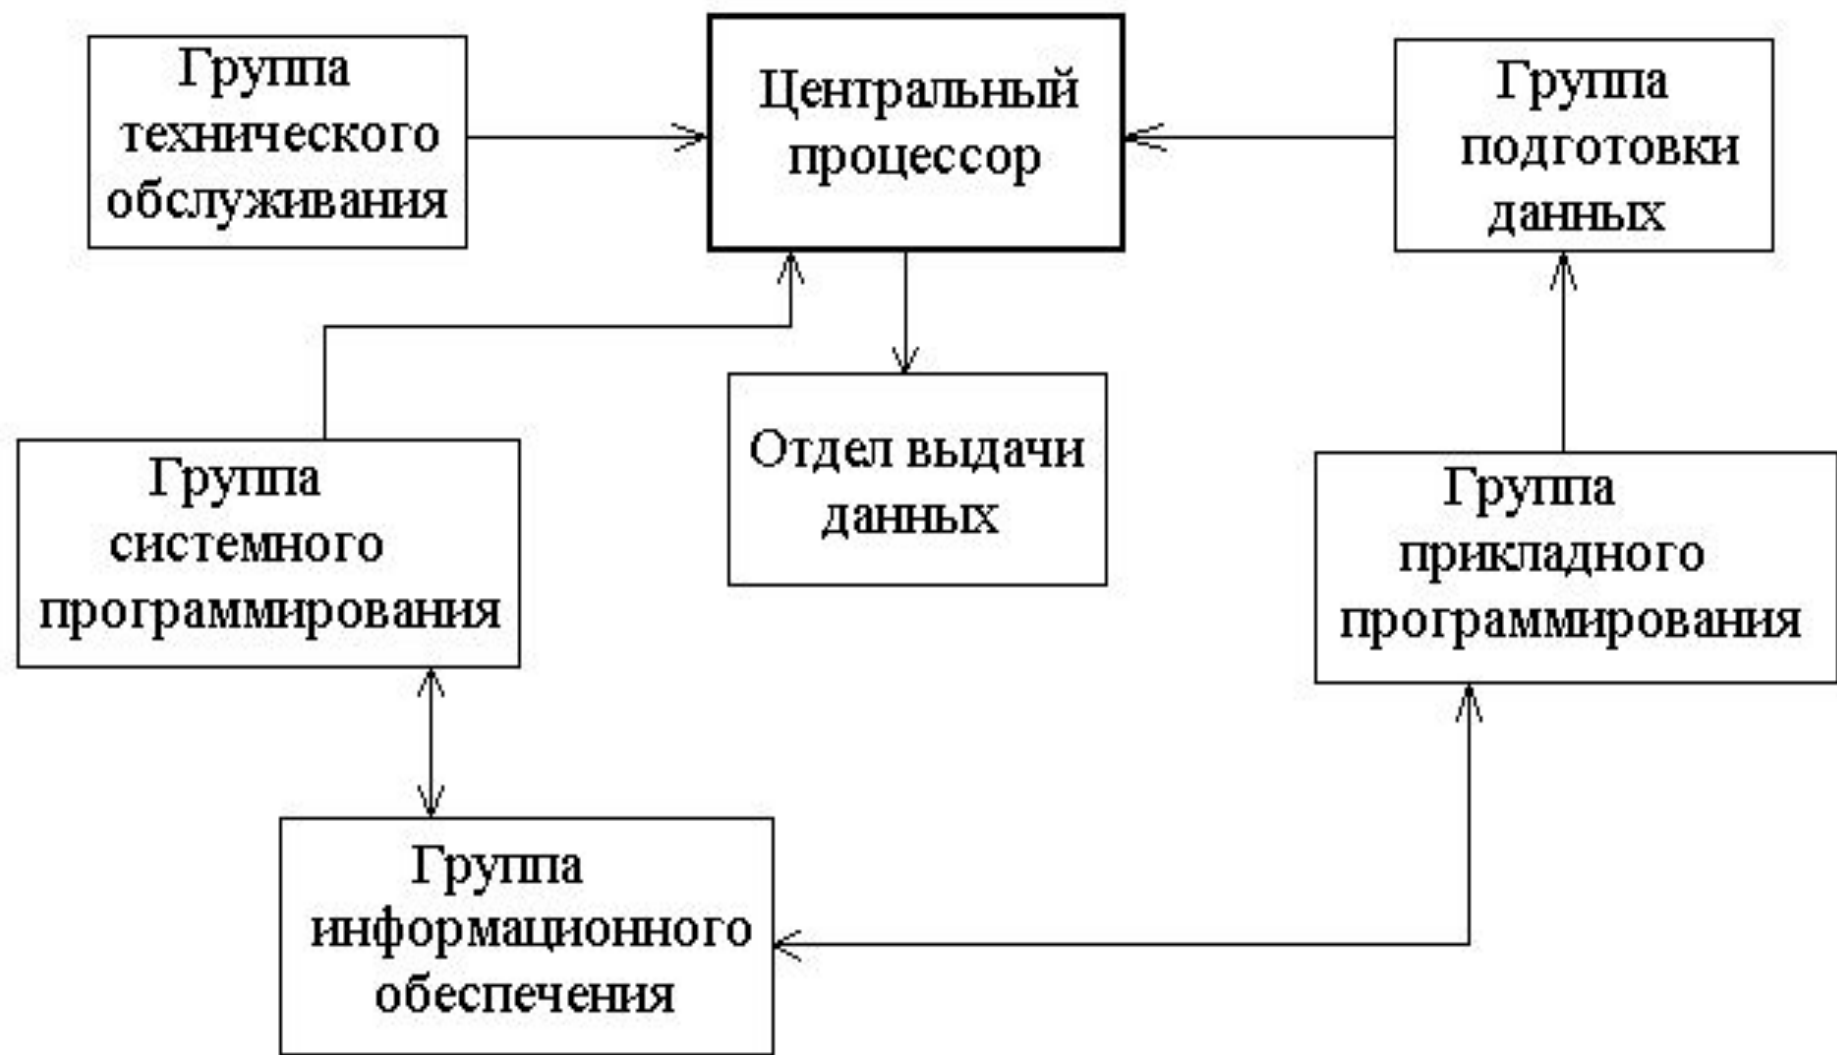 Группа
технического
обслуживания
Центральный
процессор
Группа
подготовки
данных
Группа
системного
программирования
Отдел выдачи
данных
Группа
прикладного
программирования
Группа
информационного
обеспечения